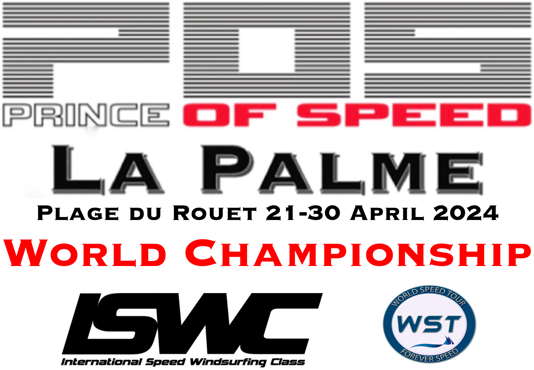 POS
PRINCE OF SPEED
LA PALME
PLAGE DU ROUET 21-30 APRIL 2024
WORLD CHAMPIONSHIP
ISWC
International Speed Windsurfing Class
WORLD SPEED TOUR
WST
FOREVER SPEED